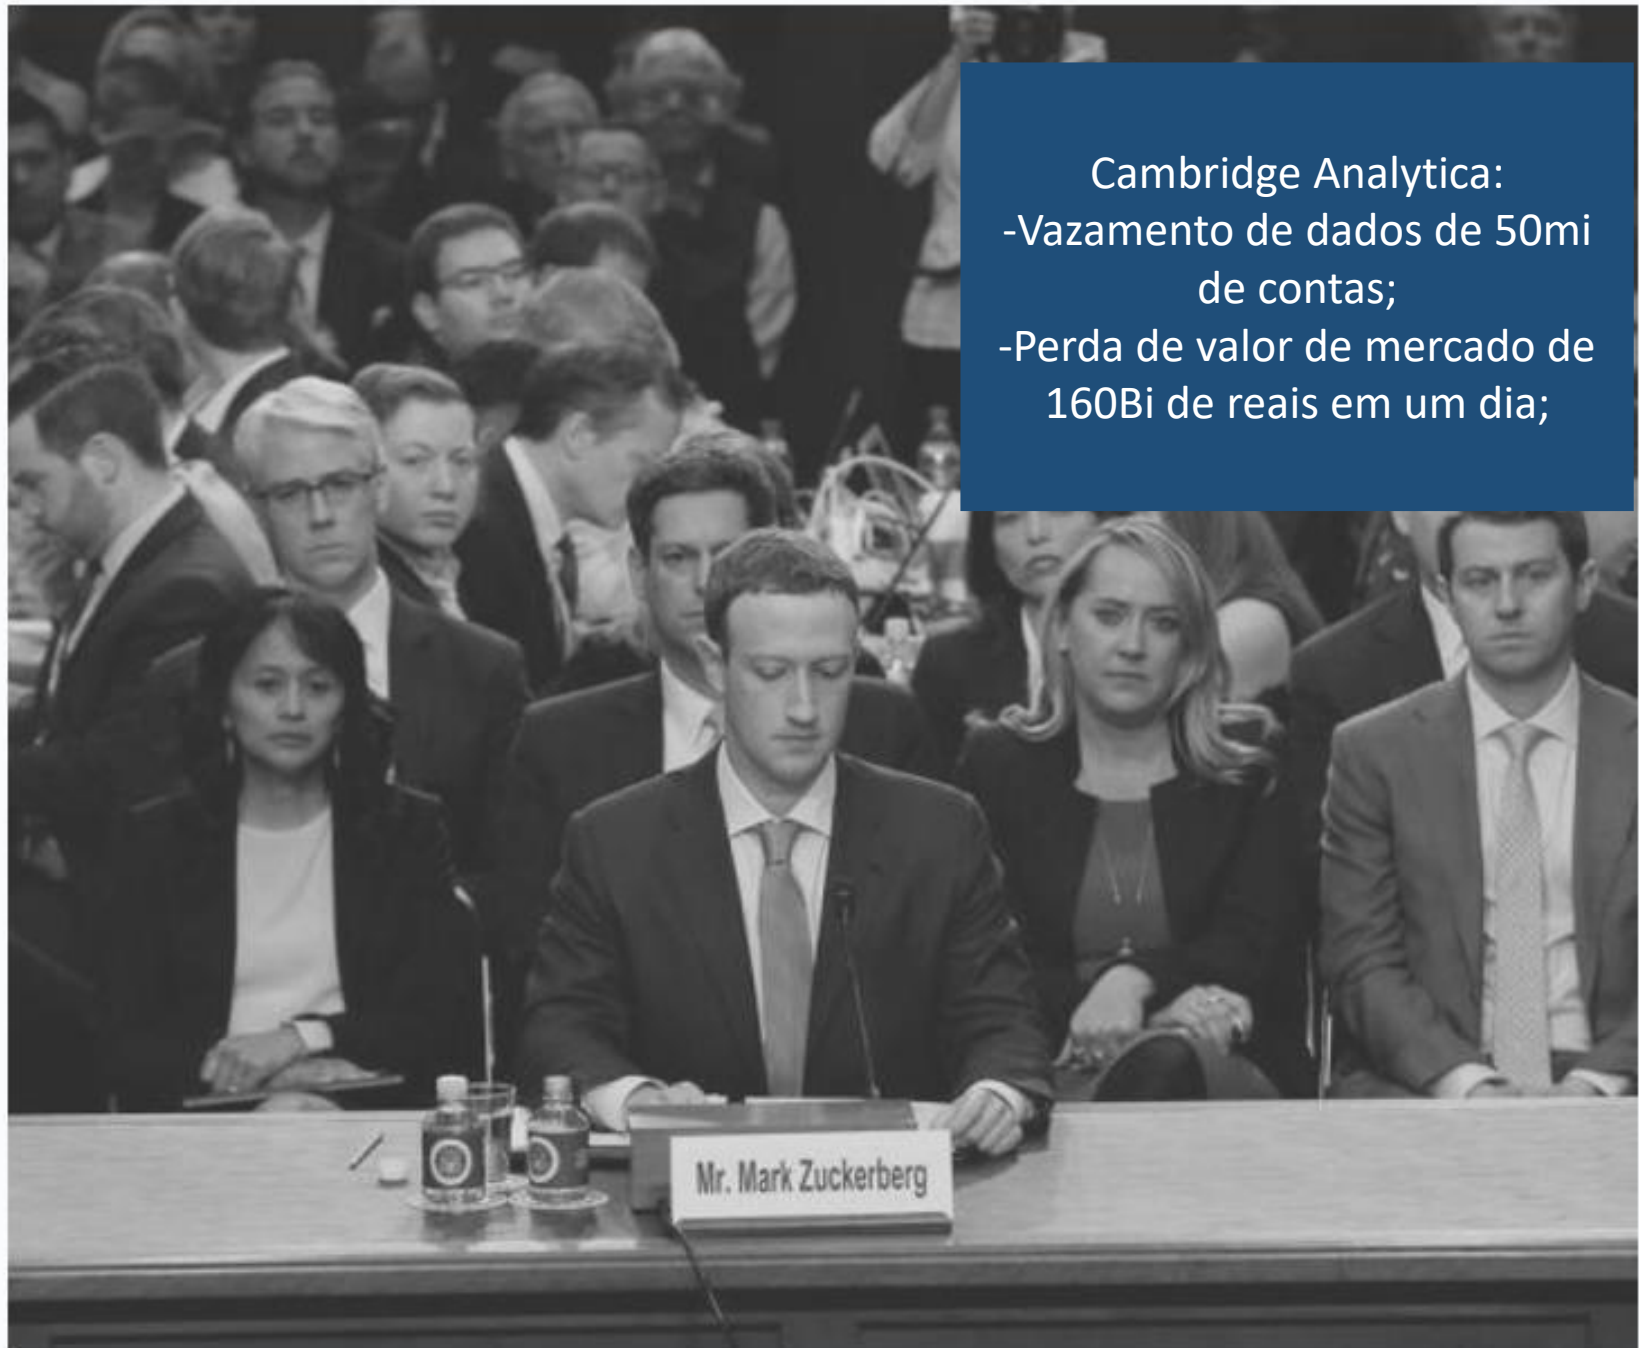 Cambridge Analytica:
-Vazamento de dados de 50mi
de contas;
-Perda de valor de mercado de
160Bi de reais em um dia;
Mr. Mark Zuckerberg